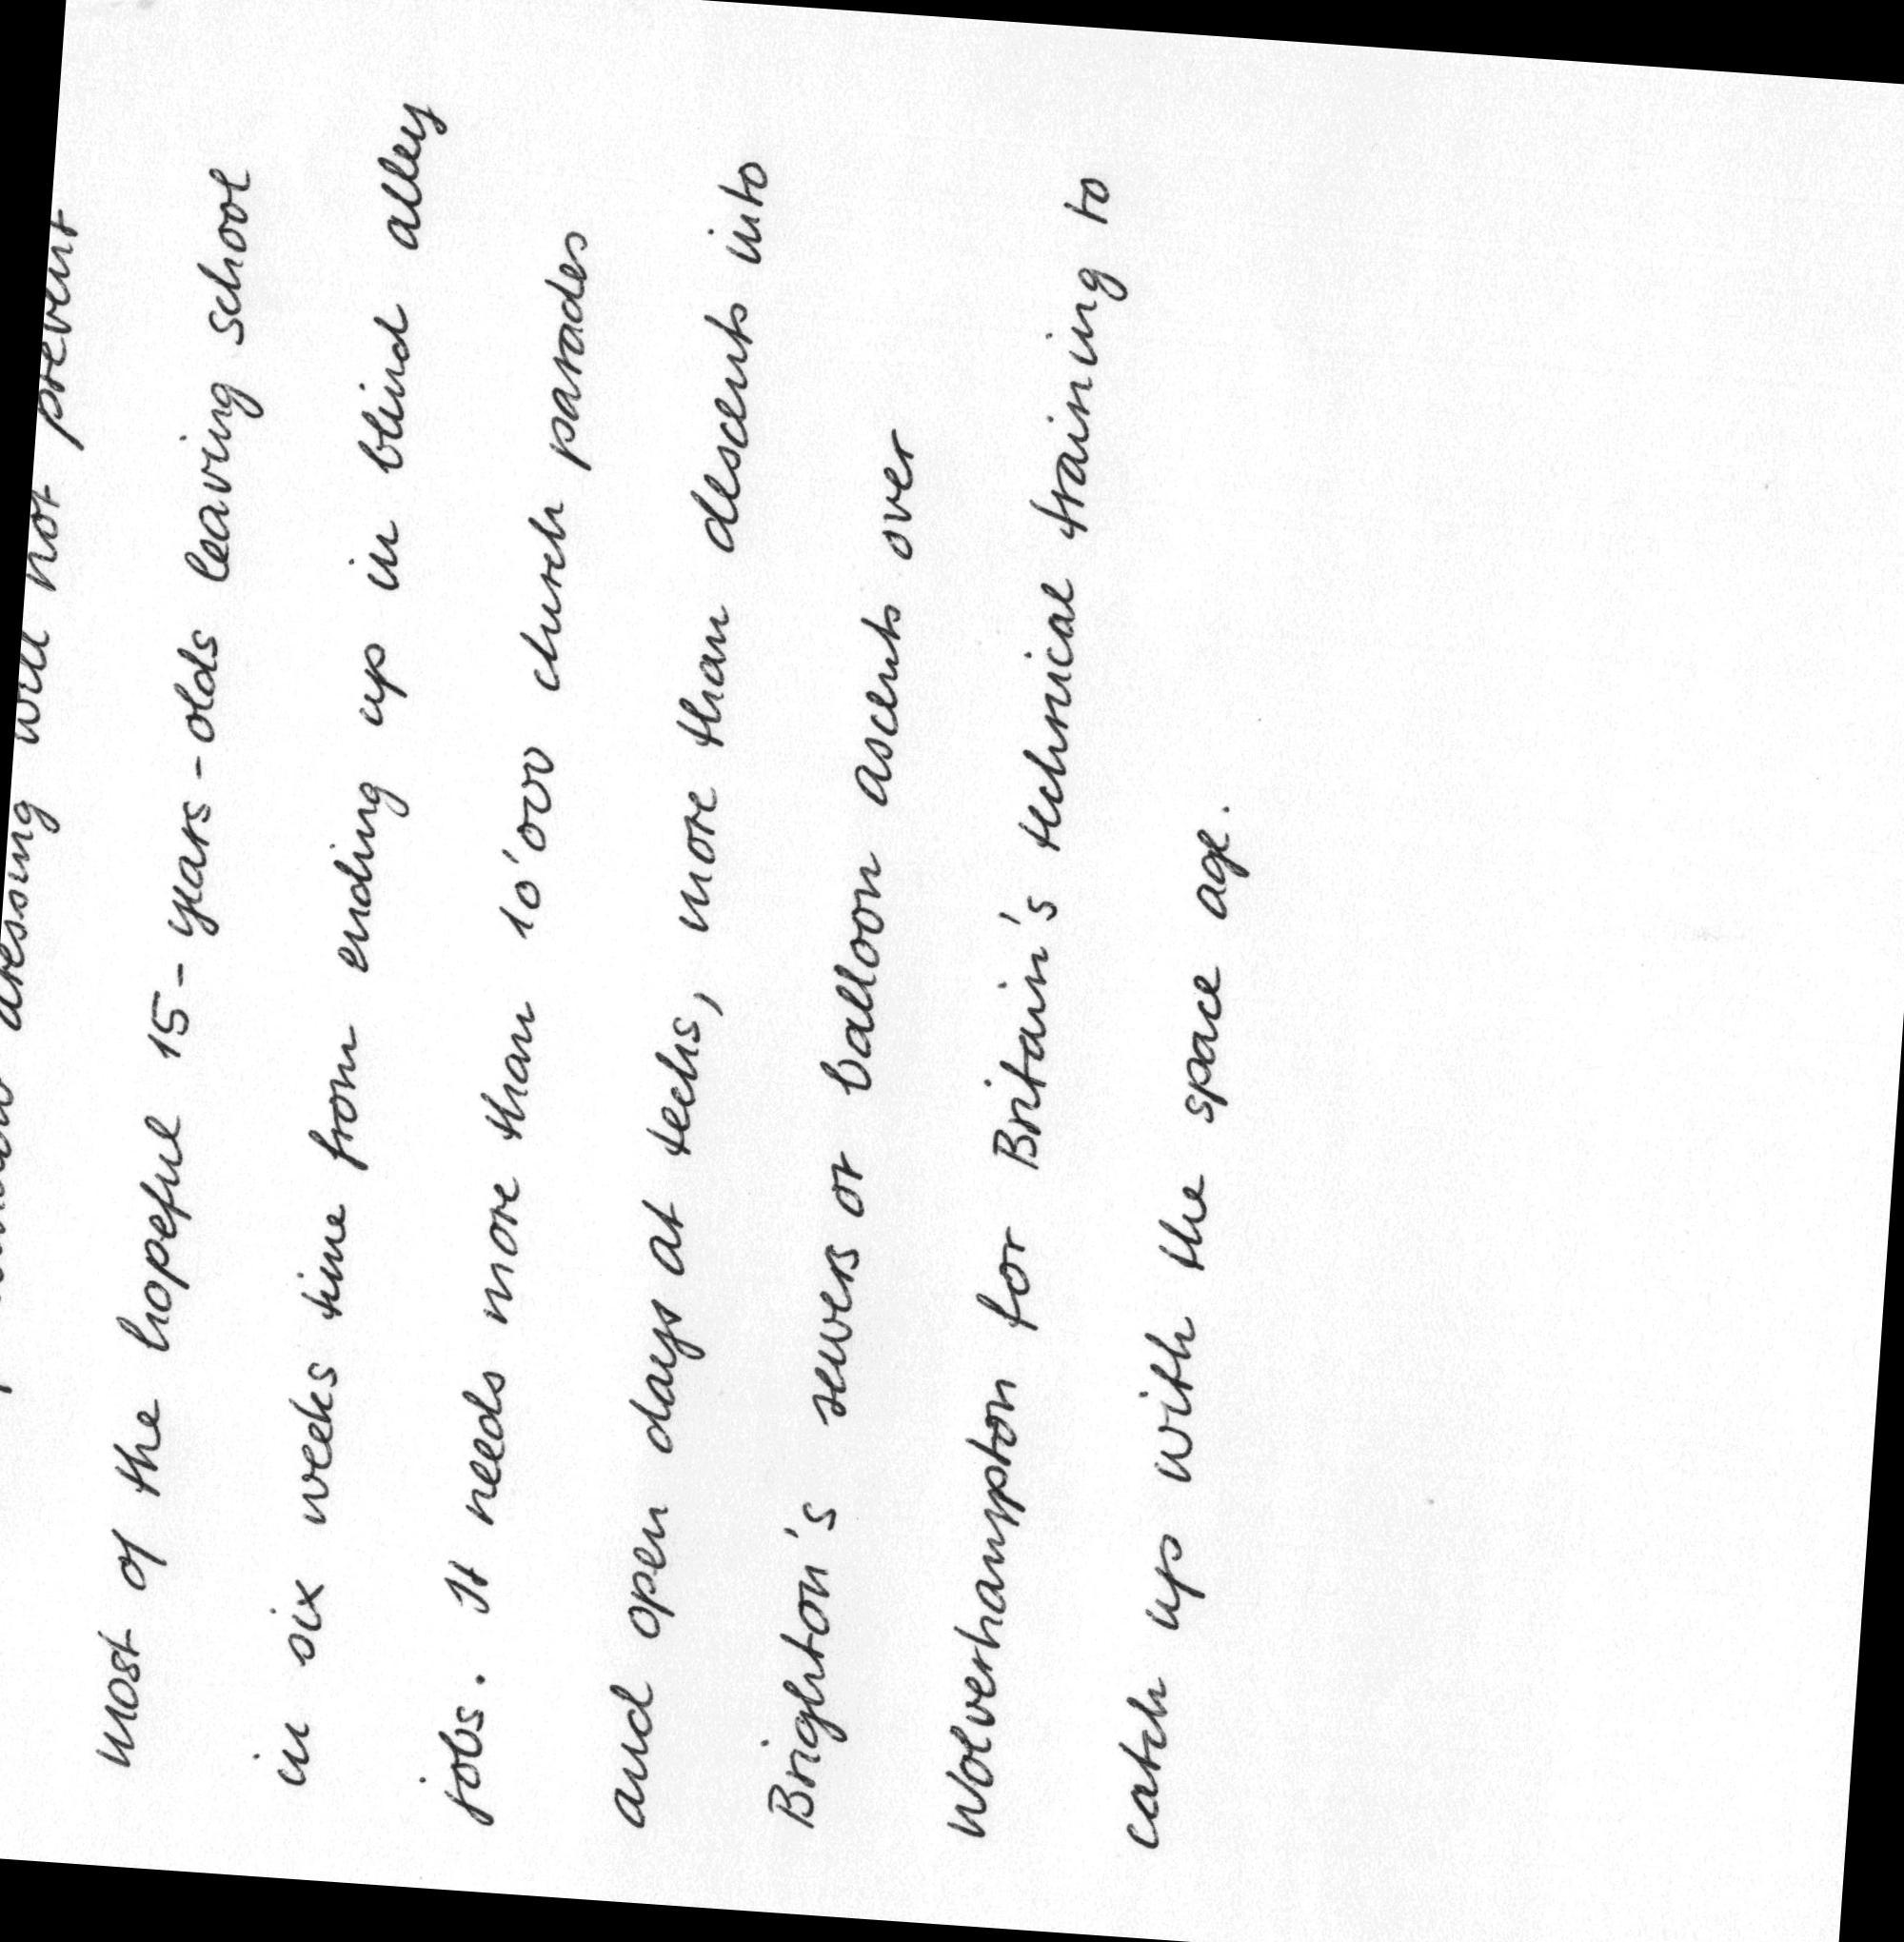 dressing will not prevent
most of the hopeful 15-years-olds leaving school
in six weeks time from ending up in blind alley
jobs. It needs more than 10'000 church parades
and open days at techs, more than descents into
Brighton's sewers or balloon ascents over
Wolverhampton for Britain's technical training to
catch up with the space age.